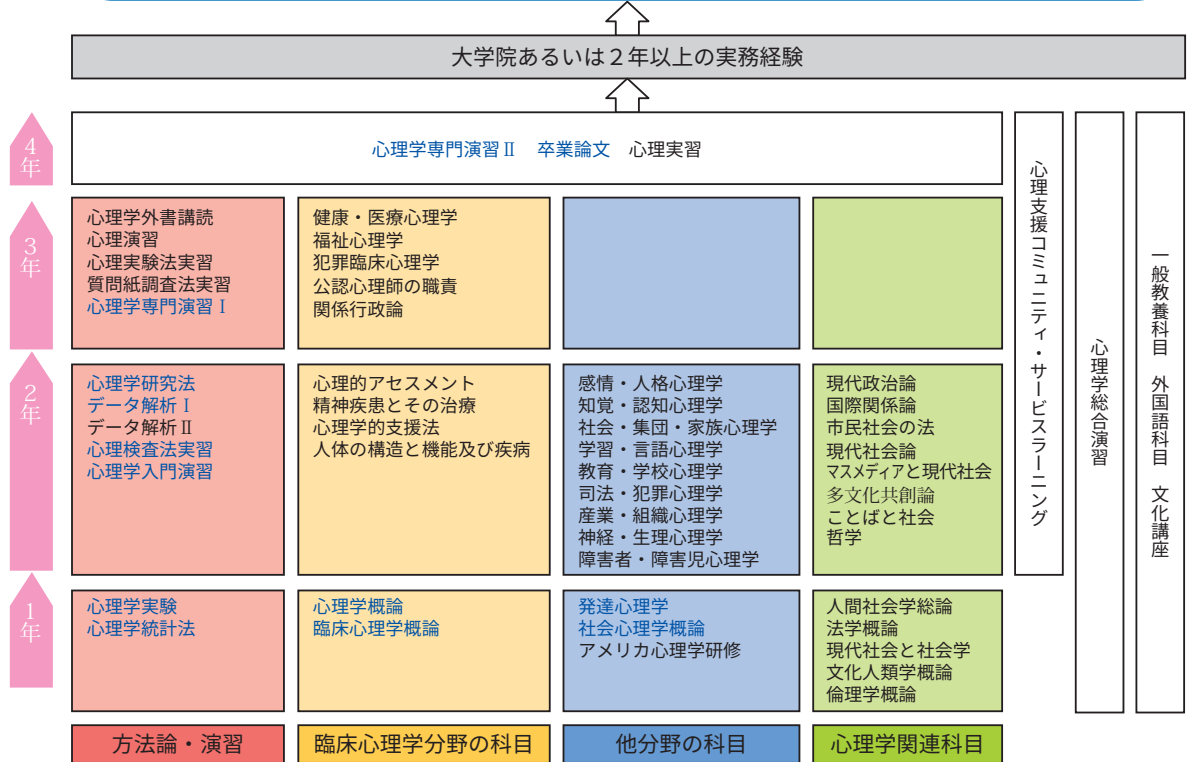 大学院あるいは２年以上の実務経験
4年
心理学専門演習Ⅱ　卒業論文　心理実習
3年
心理学外書講読
心理演習
心理実験法実習
質問紙調査法実習
心理学専門演習Ⅰ
健康・医療心理学
福祉心理学
犯罪臨床心理学
公認心理師の職責
関係行政論
2年
心理学研究法
データ解析Ⅰ
データ解析Ⅱ
心理検査法実習
心理学入門演習
心理的アセスメント
精神疾患とその治療
心理学的支援法
人体の構造と機能及び疾病
感情・人格心理学
知覚・認知心理学
社会・集団・家族心理学
学習・言語心理学
教育・学校心理学
司法・犯罪心理学
産業・組織心理学
神経・生理心理学
障害者・障害児心理学
現代政治論
国際関係論
市民社会の法
現代社会論
マスメディアと現代社会
多文化共創論
ことばと社会
哲学
1年
心理学実験
心理学統計法
心理学概論
臨床心理学概論
発達心理学
社会心理学概論
アメリカ心理学研修
人間社会学総論
法学概論
現代社会と社会学
文化人類学概論
倫理学概論
心理支援コミュニティ・サービスラーニング
心理学総合演習
一般教養科目　外国語科目　文化講座
方法論・演習
臨床心理学分野の科目
他分野の科目
心理学関連科目